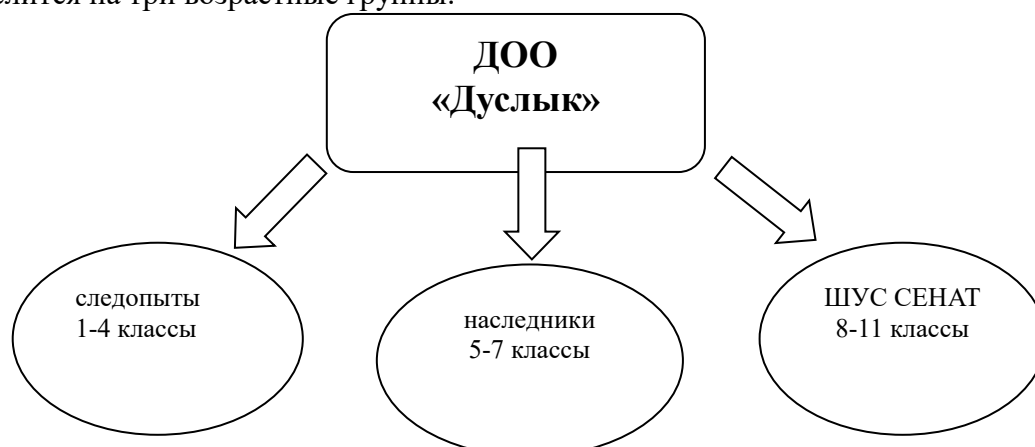 делится на три возрастные группы:
ДОО
«Дуслык»
следопыты
1-4 классы
наследники
5-7 классы
ШУС СЕНАТ
8-11 классы